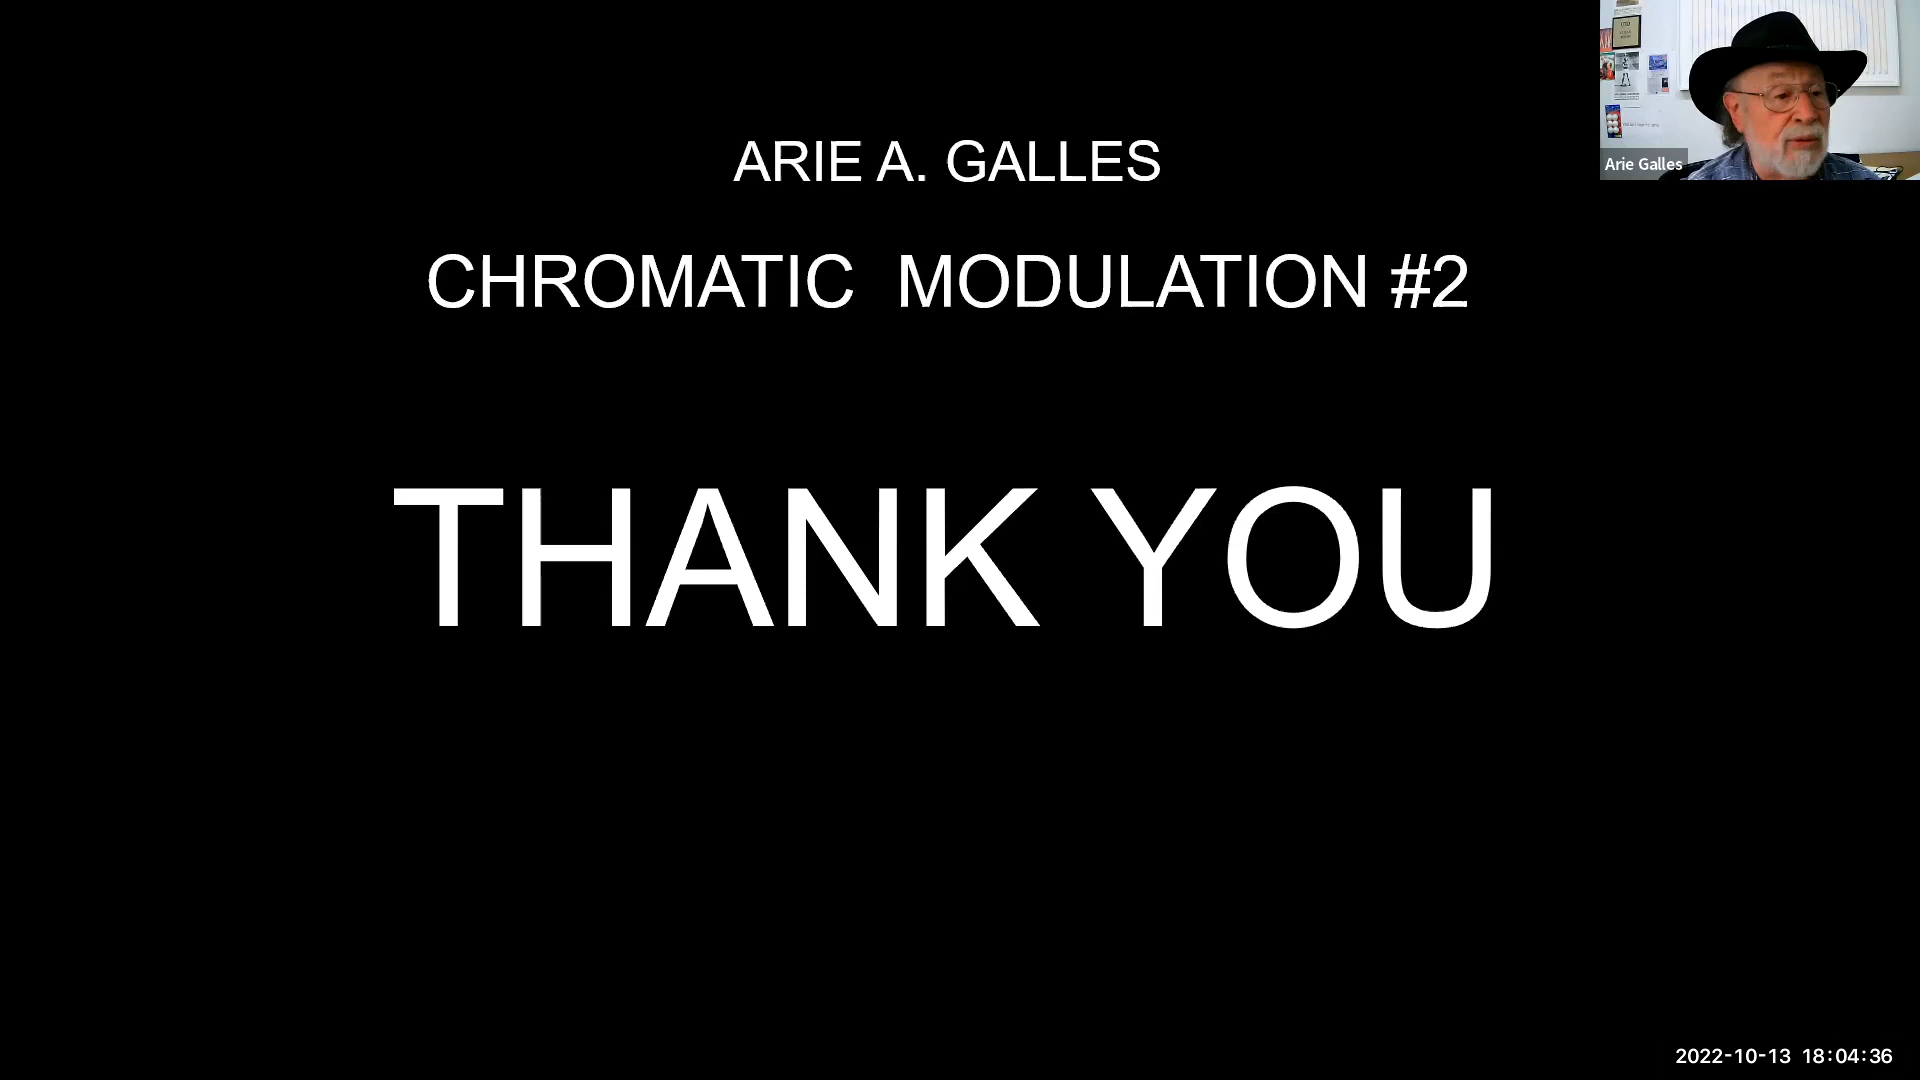 ARIE A. GALLES
CHROMATIC  MODULATION #2
THANK YOU
Arie Galles
2022-10-13 18:04:36